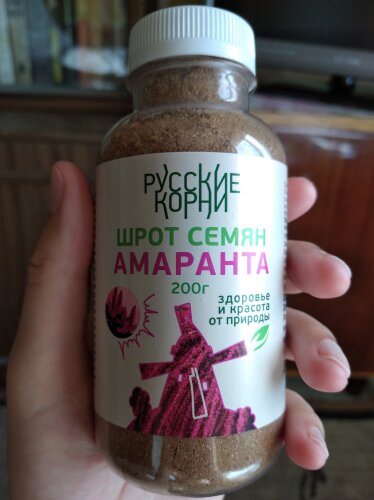 РУССКИЕ
КОРНИ
ШРОТ СЕМЯН
АМАРАНТА
200г
здоровье
и красота
от природы